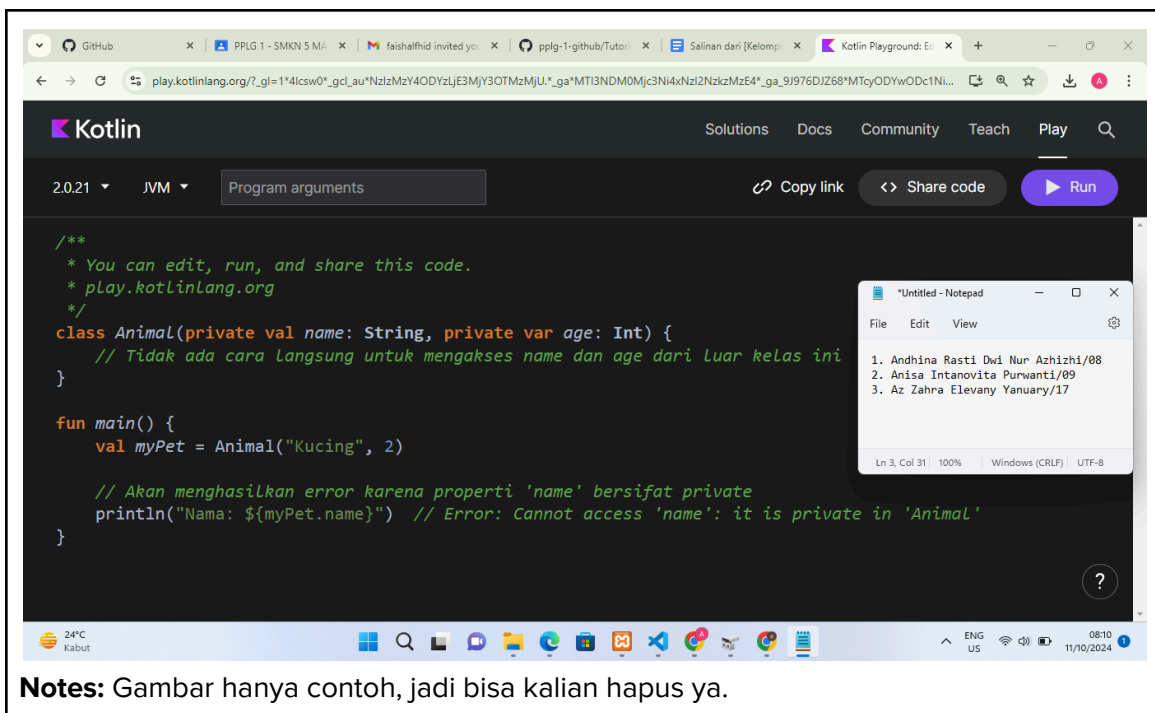 GitHub
PPLG 1 - SMKN 5 MA
faishalfhid invited you
pplg-1-github/Tutori
Salinan dari [Kelompo
Kotlin Playground: Ed
Kotlin
Solutions Docs Community Teach Play
2.0.21 JVM Program arguments Copy link <> Share code Run
/**
* You can edit, run, and share this code.
* play.kotlinlang.org
*/
class Animal(private val name: String, private var age: Int) {
// Tidak ada cara langsung untuk mengakses name dan age dari luar kelas ini
}
fun main() {
val myPet = Animal("Kucing", 2)
// Akan menghasilkan error karena properti 'name' bersifat private
println("Nama: ${myPet.name}") // Error: Cannot access 'name': it is private in 'Animal'
}
?
*Untitled - Notepad
File Edit View
1. Andhina Rasti Dwi Nur Azhizhi/08
2. Anisa Intanovita Purwanti/09
3. Az Zahra Elevany Yanuary/17
Ln 3, Col 31 100% Windows (CRLF) UTF-8
24°C
Kabut
ENG
US
08:10
11/10/2024
1
Notes: Gambar hanya contoh, jadi bisa kalian hapus ya.